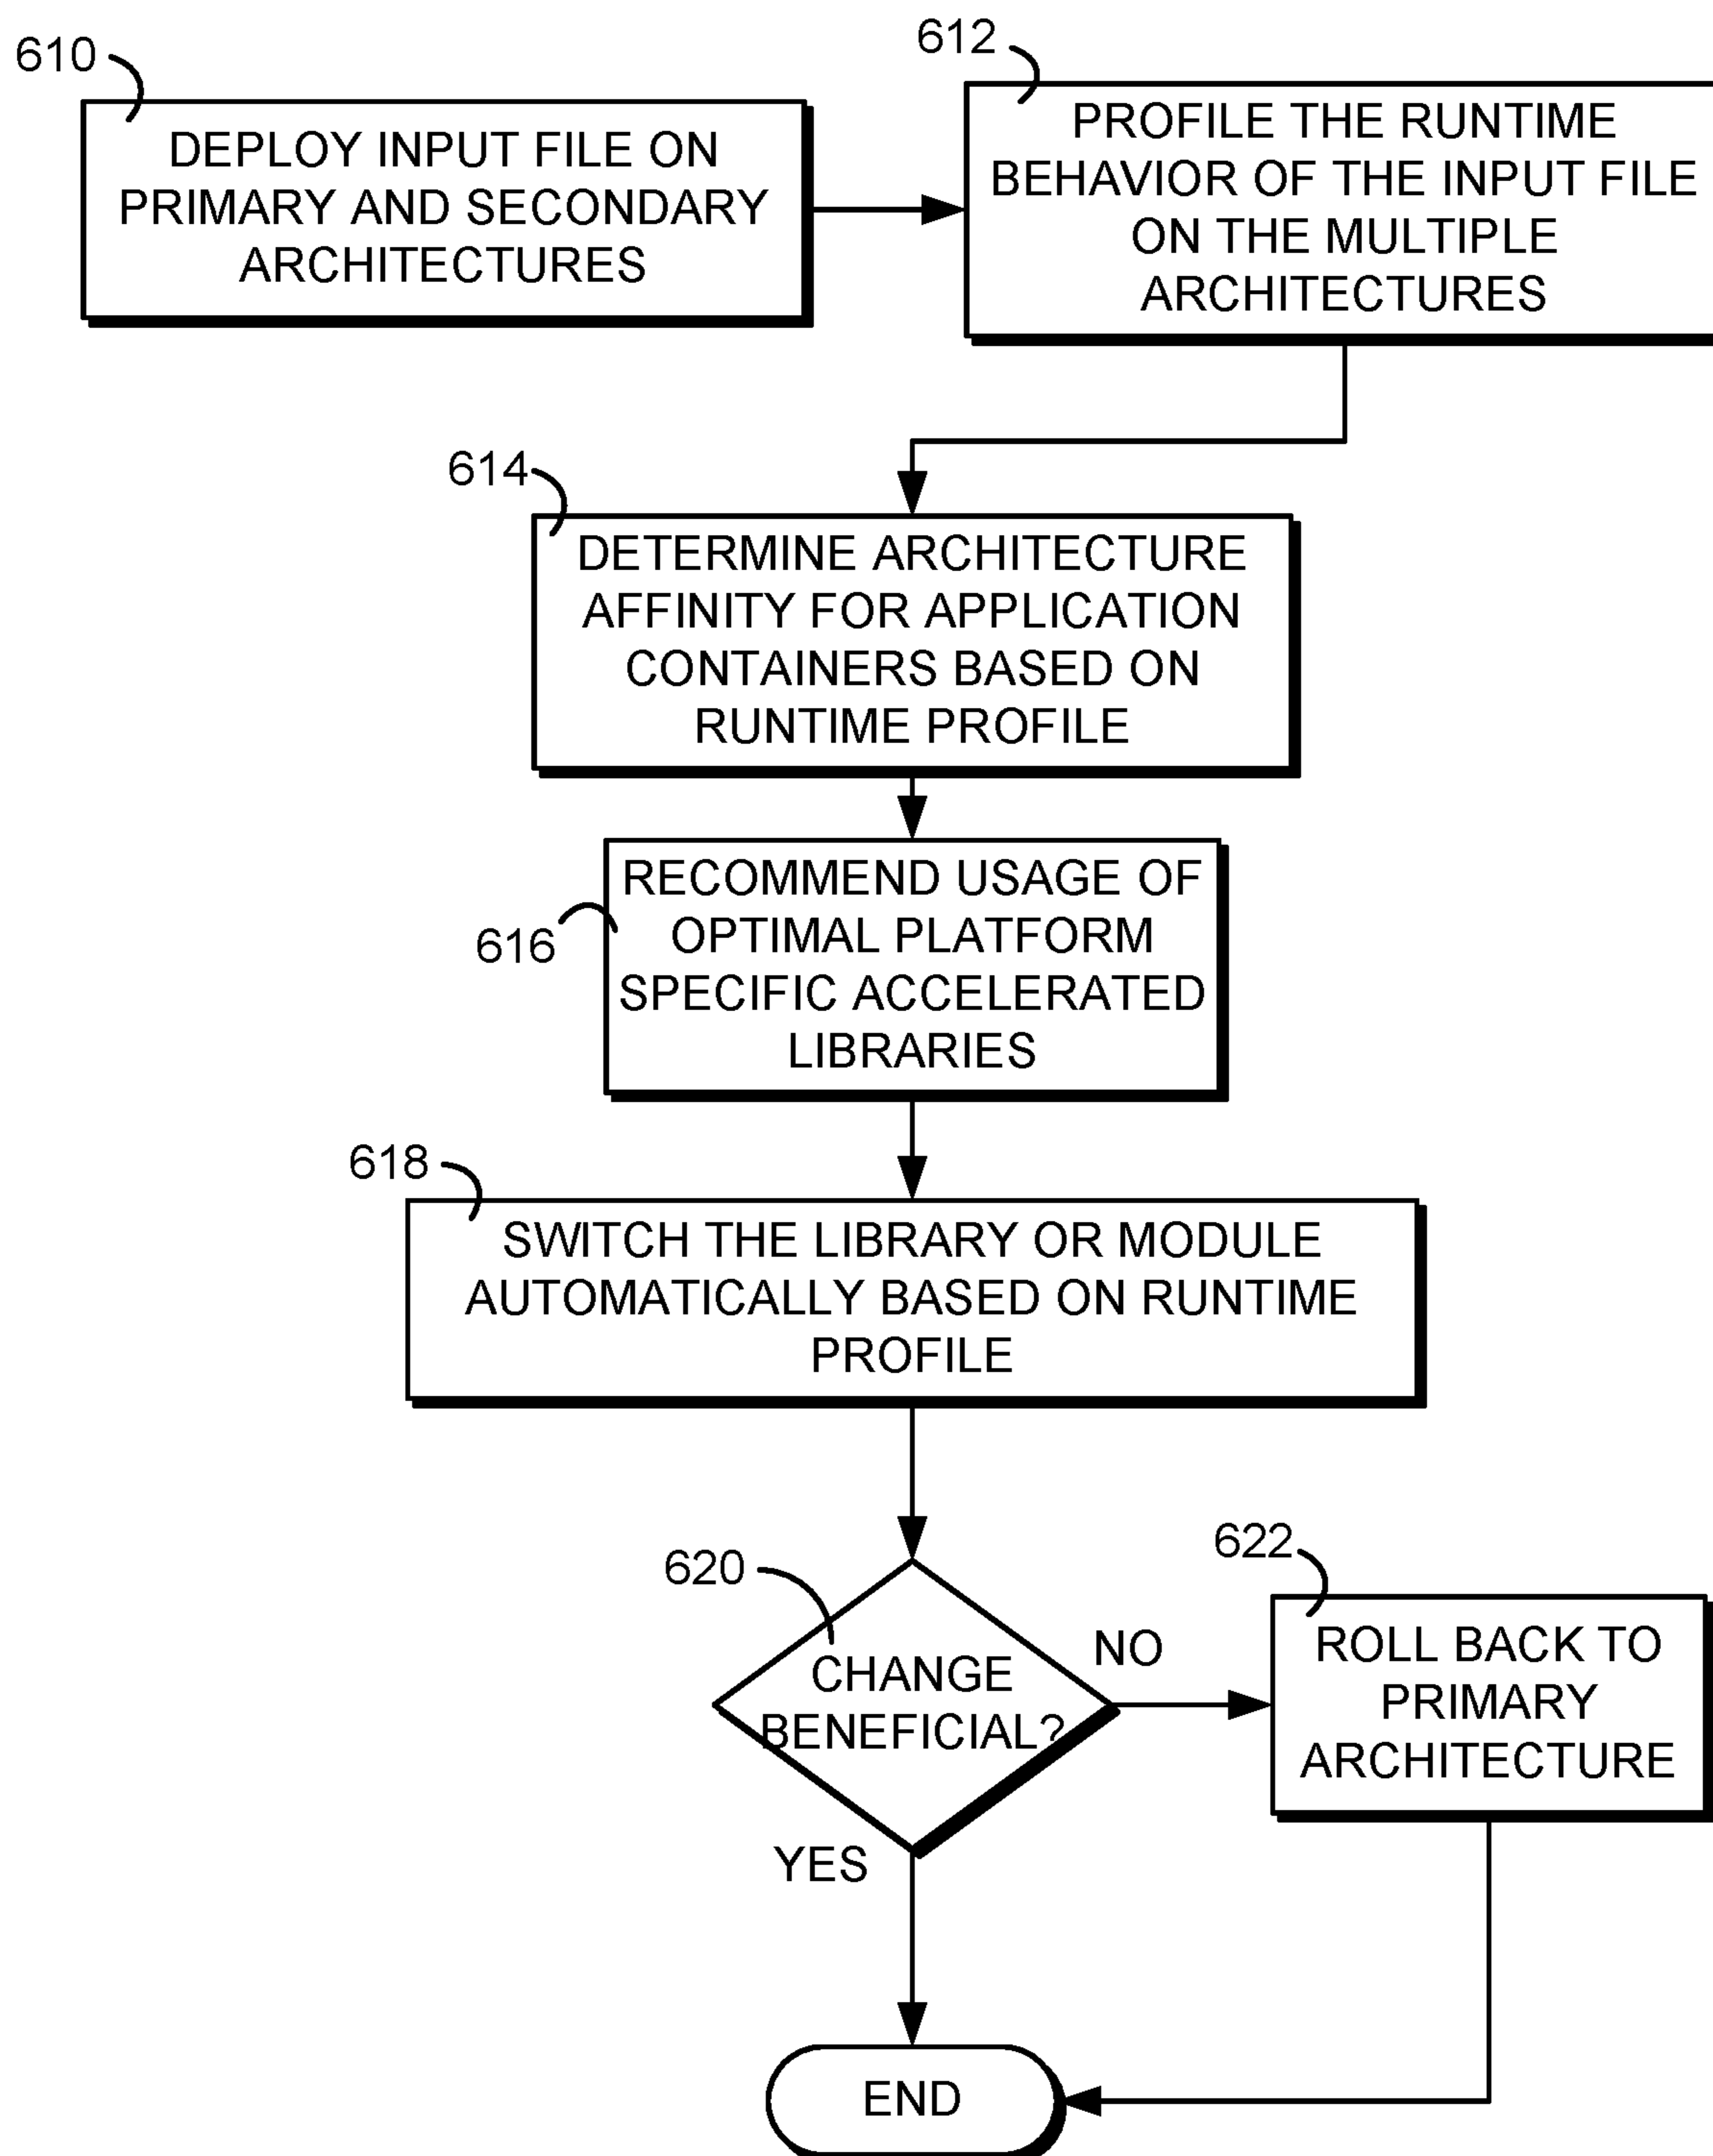 610
DEPLOY INPUT FILE ON
PRIMARY AND SECONDARY
ARCHITECTURES
612
PROFILE THE RUNTIME
BEHAVIOR OF THE INPUT FILE
ON THE MULTIPLE
ARCHITECTURES
614
DETERMINE ARCHITECTURE
AFFINITY FOR APPLICATION
CONTAINERS BASED ON
RUNTIME PROFILE
616
RECOMMEND USAGE OF
OPTIMAL PLATFORM
SPECIFIC ACCELERATED
LIBRARIES
618
SWITCH THE LIBRARY OR MODULE
AUTOMATICALLY BASED ON RUNTIME
PROFILE
620
CHANGE
BENEFICIAL?
NO
622
ROLL BACK TO
PRIMARY
ARCHITECTURE
YES
END